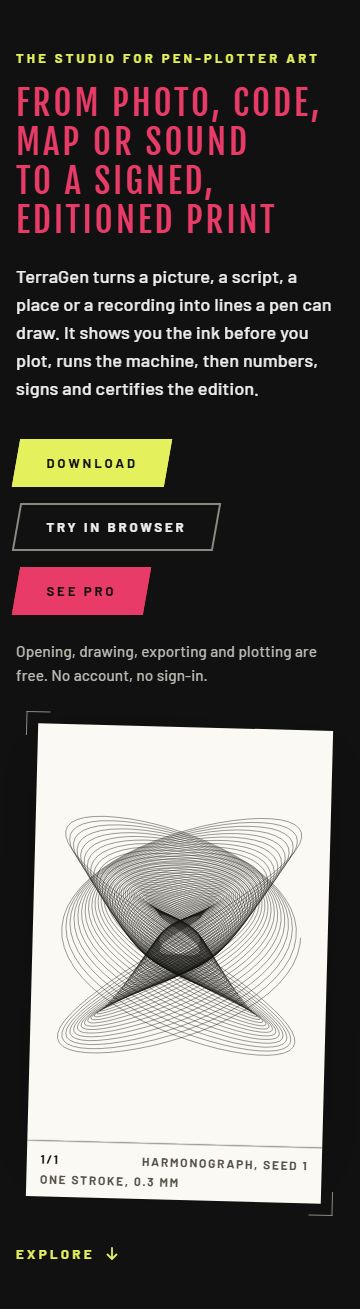 THE STUDIO FOR PEN-PLOTTER ART
FROM PHOTO, CODE,
MAP OR SOUND
TO A SIGNED,
EDITIONED PRINT
TerraGen turns a picture, a script, a
place or a recording into lines a pen can
draw. It shows you the ink before you
plot, runs the machine, then numbers,
signs and certifies the edition.
DOWNLOAD
TRY IN BROWSER
SEE PRO
Opening, drawing, exporting and plotting are
free. No account, no sign-in.
1/1 HARMONOGRAPH, SEED 1
ONE STROKE, 0.3 MM
EXPLORE ↓